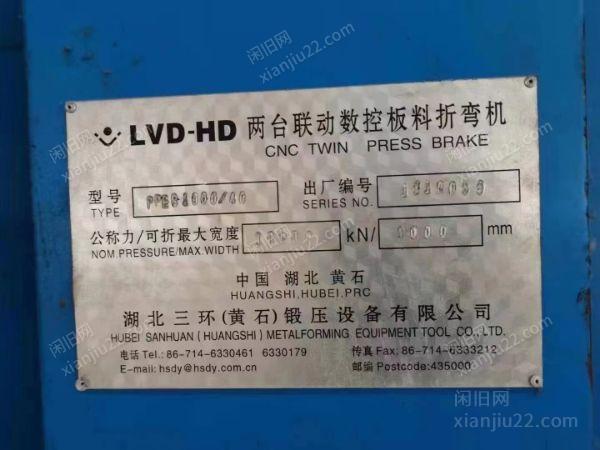 闲旧网
xianjiu22.com
LVD-HD 两台联动数控板料折弯机
CNC TWIN PRESS BRAKE
型号 出厂编号
TYPE SERIES NO.
公称力/可折最大宽度 kN/ mm
NOM.PRESSURE/MAX.WIDTH
中国 湖北 黄石
HUANGSHI.HUBEI.PRC
湖北三环(黄石)锻压设备有限公司
HUBEI SANHUAN (HUANGSHI) METALFORMING EQUIPMENT TOOL CO.,LTD.
电话 Tel.: 86-714-6330461 6330179 传真 Fax: 86-714-6333212
E-mail: hsdy@hsdy.com.cn 邮编 Postcode: 435000
闲旧网
xianjiu22.com